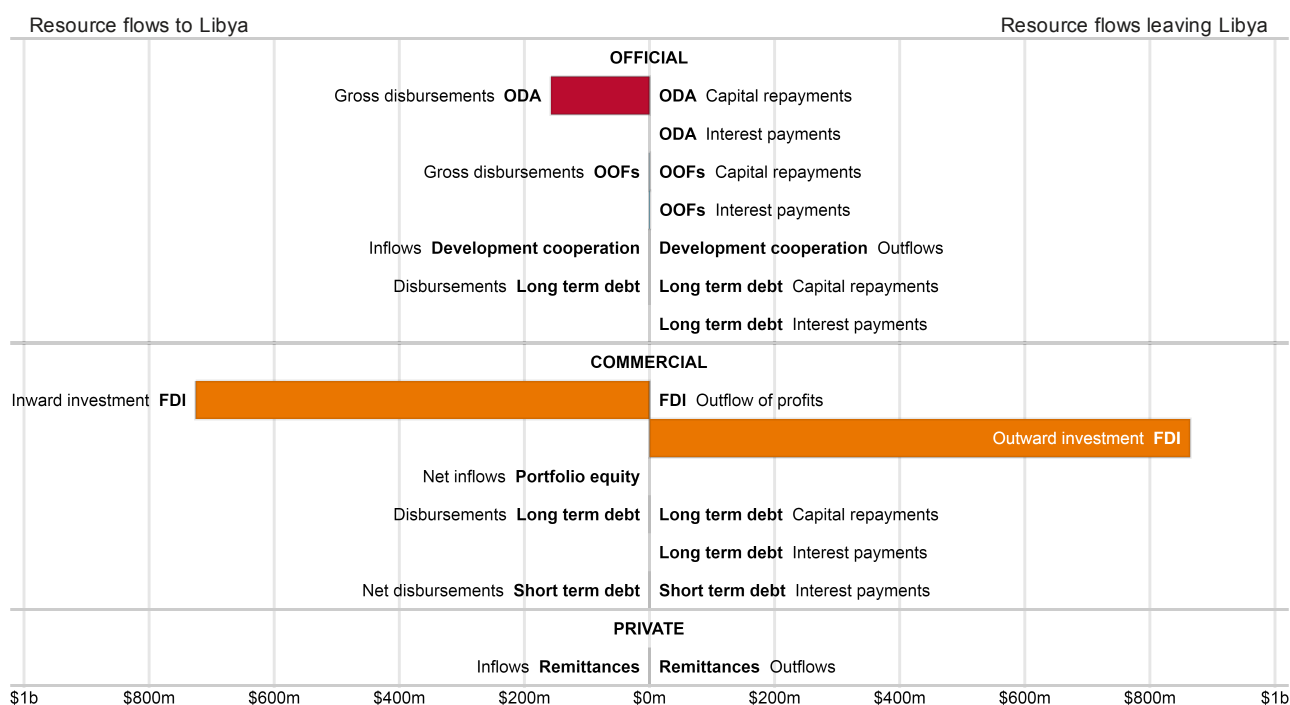 Resource flows to Libya Resource flows leaving Libya
OFFICIAL
Gross disbursements ODA ODA Capital repayments
ODA Interest payments
Gross disbursements OOFs OOFs Capital repayments
OOFs Interest payments
Inflows Development cooperation Development cooperation Outflows
Disbursements Long term debt Long term debt Capital repayments
Long term debt Interest payments
COMMERCIAL
Inward investment FDI FDI Outflow of profits
Outward investment FDI
Net inflows Portfolio equity
Disbursements Long term debt Long term debt Capital repayments
Long term debt Interest payments
Net disbursements Short term debt Short term debt Interest payments
PRIVATE
Inflows Remittances Remittances Outflows
$1b $800m $600m $400m $200m $0m $200m $400m $600m $800m $1b